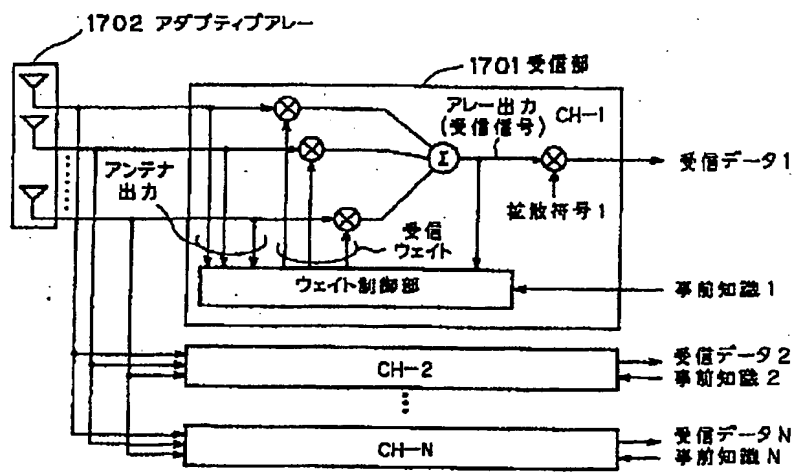 1702 アダプティブアレー
1701 受信部
アレー出力
(受信信号)
CH-1
Σ
受信データ1
アンテナ
出力
受信
ウェイト
拡散符号1
ウェイト制御部
事前知識1
CH-2
受信データ2
事前知識2
CH-N
受信データN
事前知識N